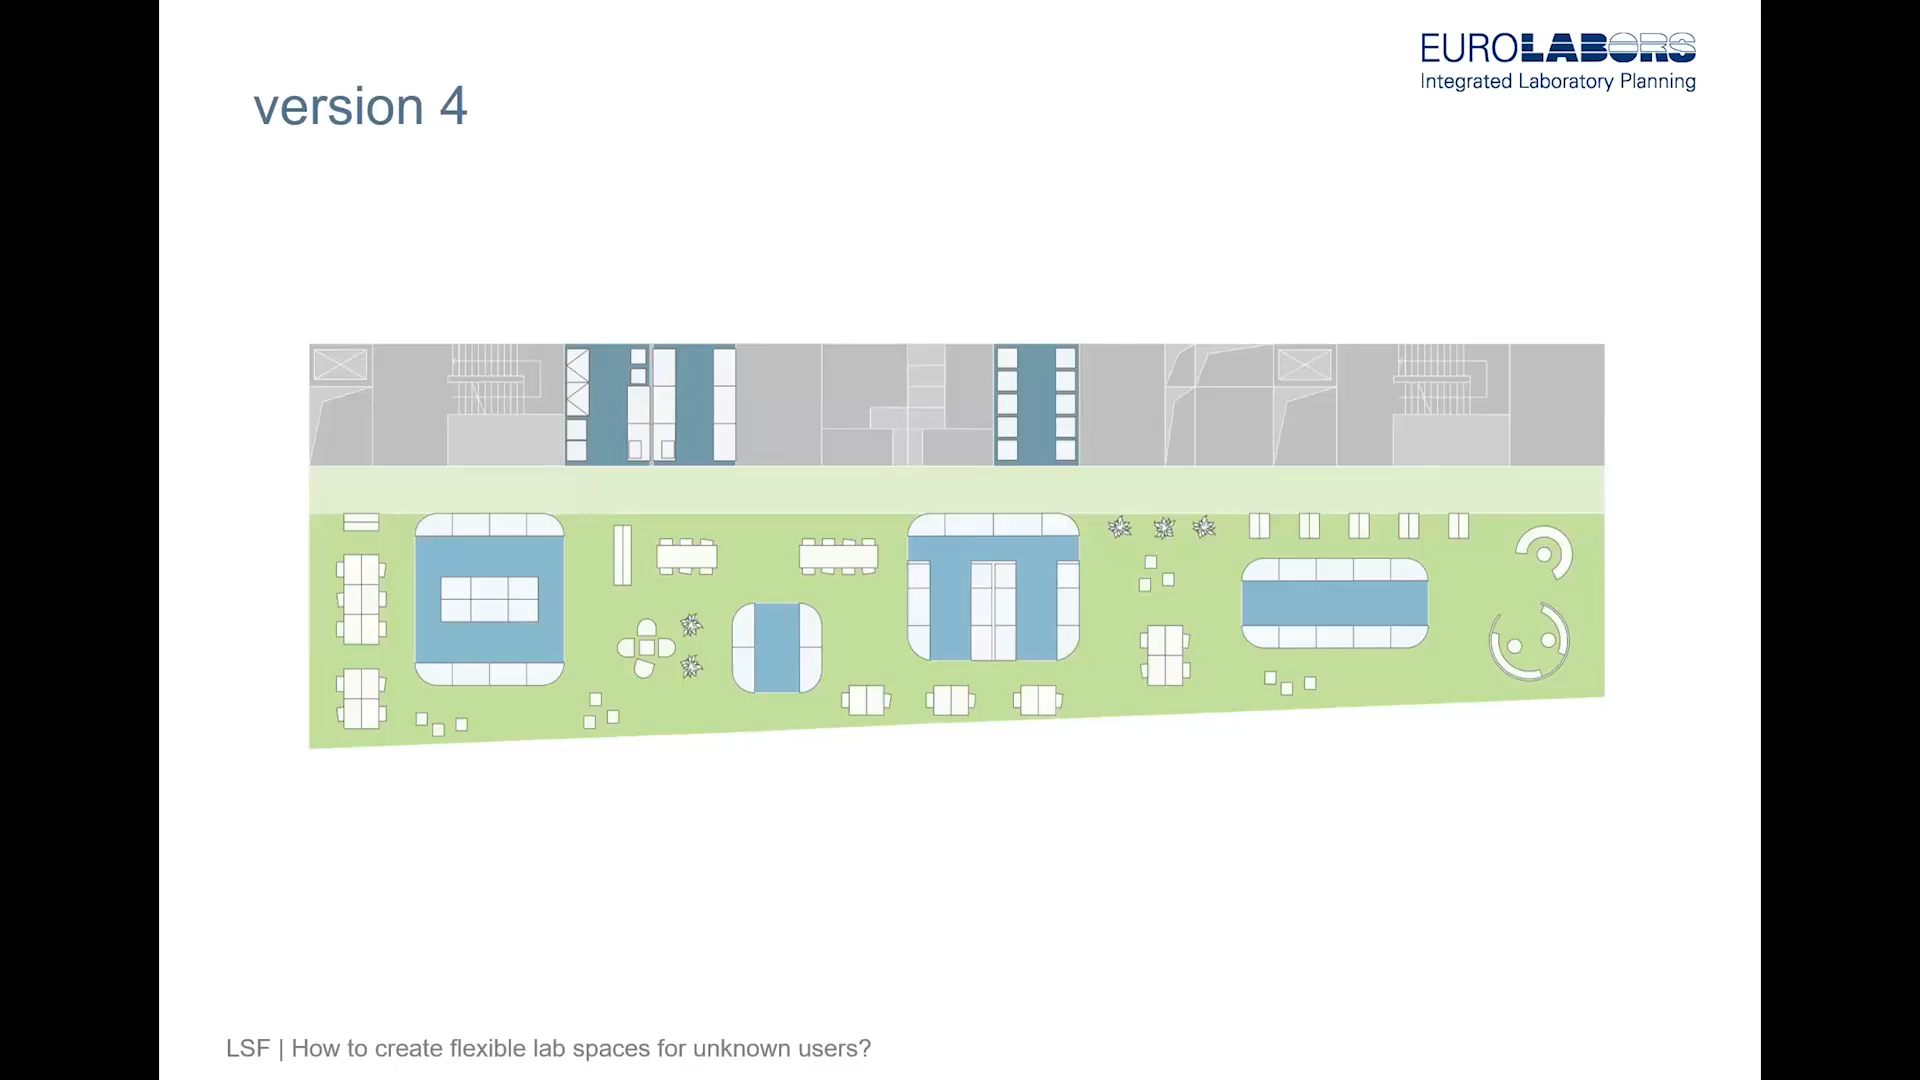 EUROLABORS
Integrated Laboratory Planning
version 4
LSF | How to create flexible lab spaces for unknown users?